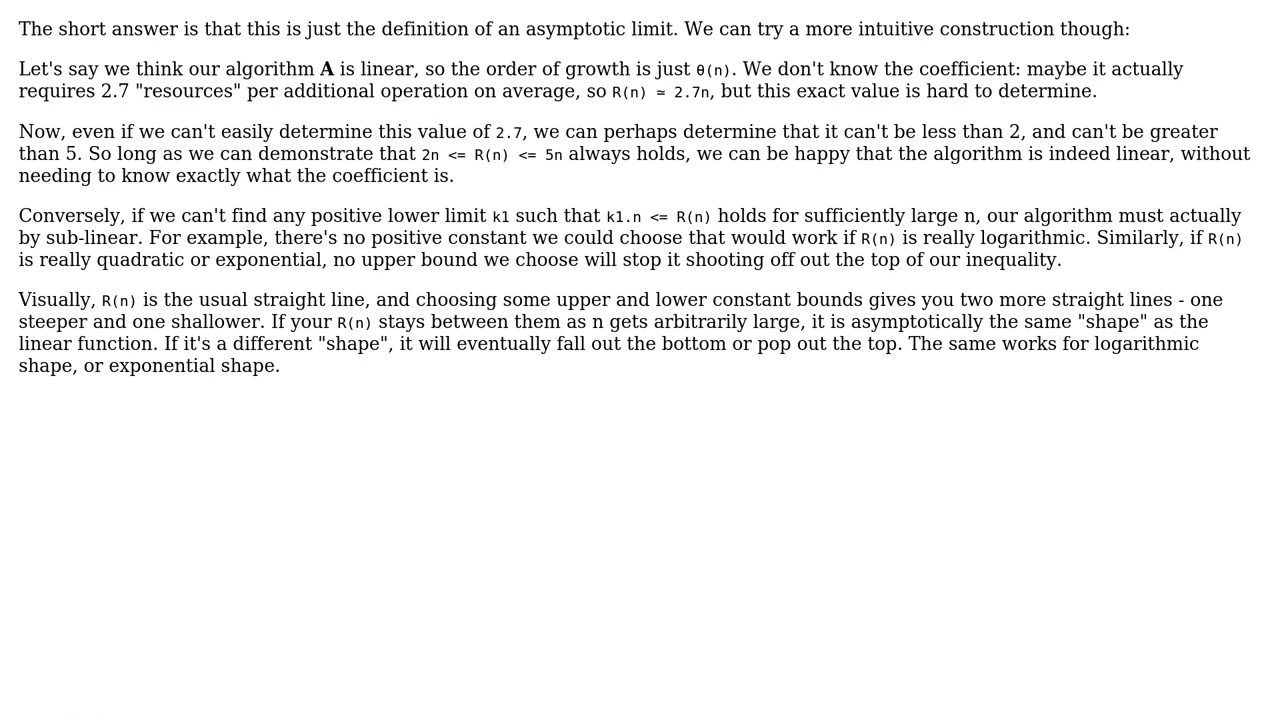 The short answer is that this is just the definition of an asymptotic limit. We can try a more intuitive construction though:
Let's say we think our algorithm A is linear, so the order of growth is just θ(n). We don't know the coefficient: maybe it actually
requires 2.7 "resources" per additional operation on average, so R(n) ≃ 2.7n, but this exact value is hard to determine.
Now, even if we can't easily determine this value of 2.7, we can perhaps determine that it can't be less than 2, and can't be greater
than 5. So long as we can demonstrate that 2n <= R(n) <= 5n always holds, we can be happy that the algorithm is indeed linear, without
needing to know exactly what the coefficient is.
Conversely, if we can't find any positive lower limit k1 such that k1.n <= R(n) holds for sufficiently large n, our algorithm must actually
by sub-linear. For example, there's no positive constant we could choose that would work if R(n) is really logarithmic. Similarly, if R(n)
is really quadratic or exponential, no upper bound we choose will stop it shooting off out the top of our inequality.
Visually, R(n) is the usual straight line, and choosing some upper and lower constant bounds gives you two more straight lines - one
steeper and one shallower. If your R(n) stays between them as n gets arbitrarily large, it is asymptotically the same "shape" as the
linear function. If it's a different "shape", it will eventually fall out the bottom or pop out the top. The same works for logarithmic
shape, or exponential shape.